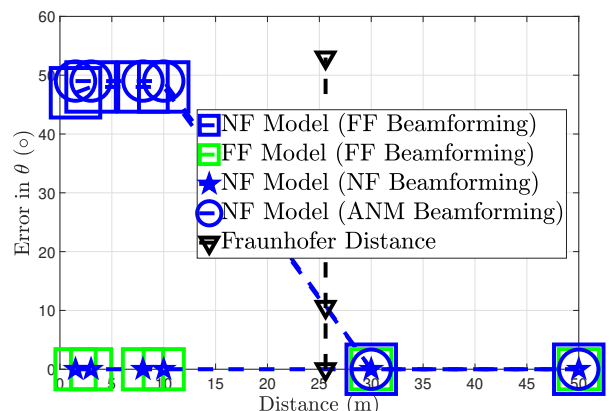 60
50
40
30
20
10
0
Error in θ (○)
NF Model (FF Beamforming)
FF Model (FF Beamforming)
NF Model (NF Beamforming)
NF Model (ANM Beamforming)
Fraunhofer Distance
0 5 10 15 20 25 30 35 40 45 50
Distance (m)